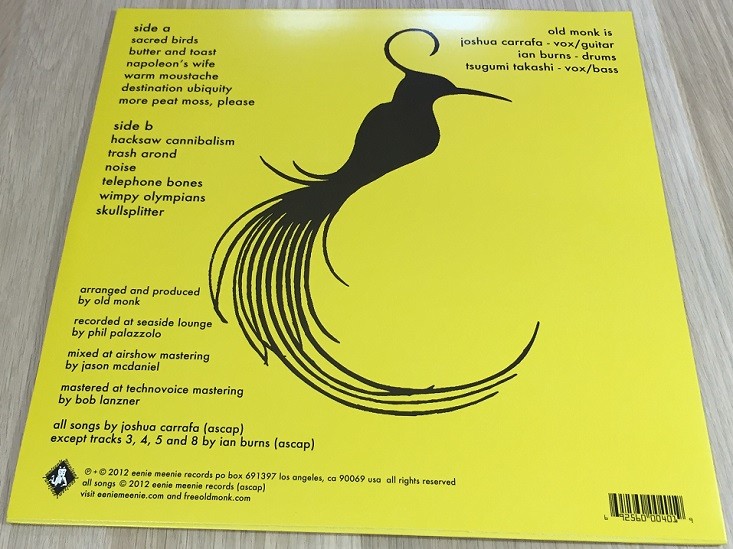 side a
sacred birds
butter and toast
napoleon's wife
warm moustache
destination ubiquity
more peat moss, please
side b
hacksaw cannibalism
trash arond
noise
telephone bones
wimpy olympians
skullsplitter
old monk is
joshua carrafa - vox/guitar
ian burns - drums
tsugumi takashi - vox/bass
arranged and produced
by old monk
recorded at seaside lounge
by phil palazzolo
mixed at airshow mastering
by jason mcdaniel
mastered at technovoice mastering
by bob lanzner
all songs by joshua carrafa (ascap)
except tracks 3, 4, 5 and 8 by ian burns (ascap)
℗ + © 2012 eenie meenie records po box 691397 los angeles, ca 90069 usa all rights reserved
all songs © 2012 eenie meenie records (ascap)
visit eeniemeenie.com and freeoldmonk.com
6 92560 00401 9